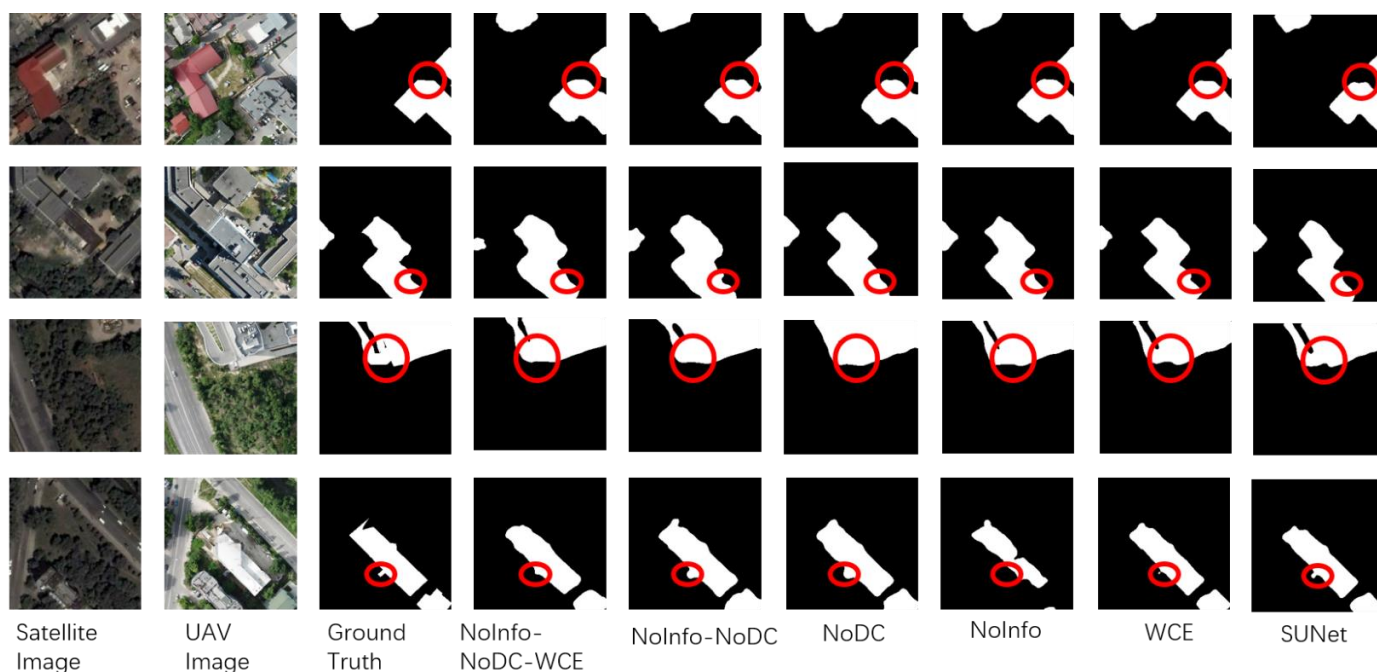 Satellite
Image
UAV
Image
Ground
Truth
NoInfo-
NoDC-WCE
NoInfo-NoDC
NoDC
NoInfo
WCE
SUNet